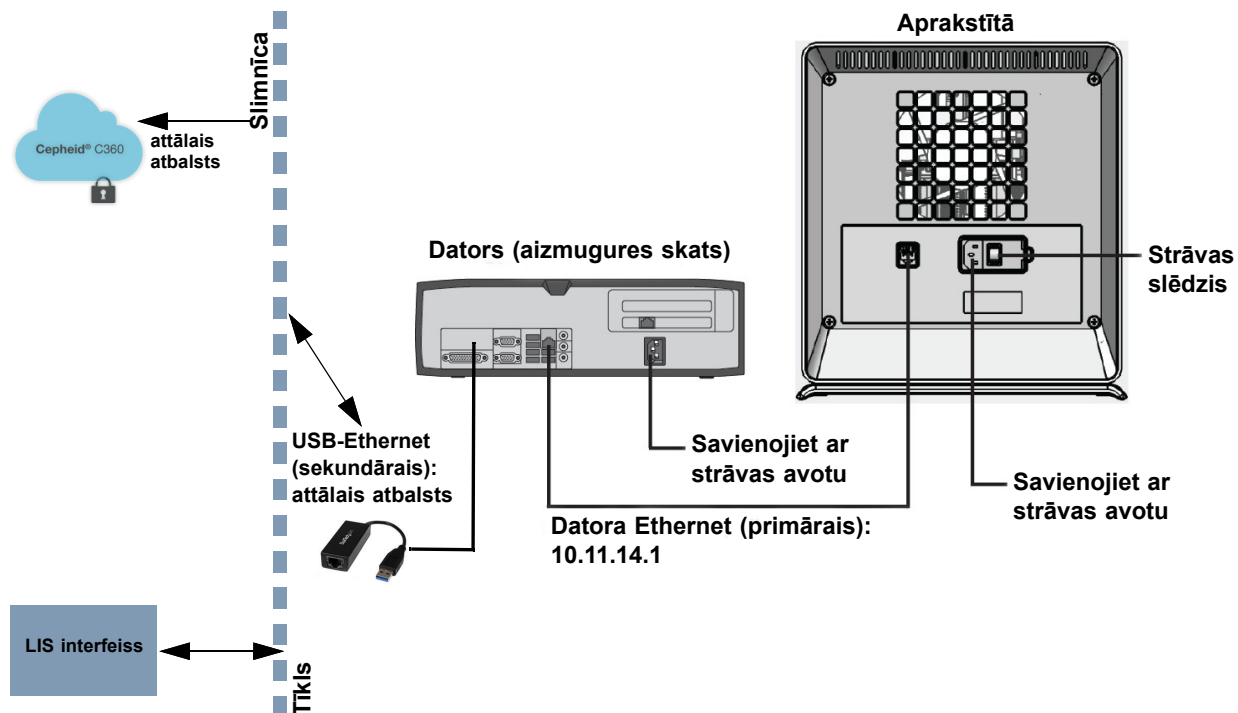 Slimnīca
Aprakstītā
Cepheid® C360
attālais
atbalsts
Dators (aizmugures skats)
Strāvas
slēdzis
USB-Ethernet
(sekundārais):
attālais atbalsts
Savienojiet ar
strāvas avotu
Savienojiet ar
strāvas avotu
Datora Ethernet (primārais):
10.11.14.1
LIS interfeiss
Tīkls